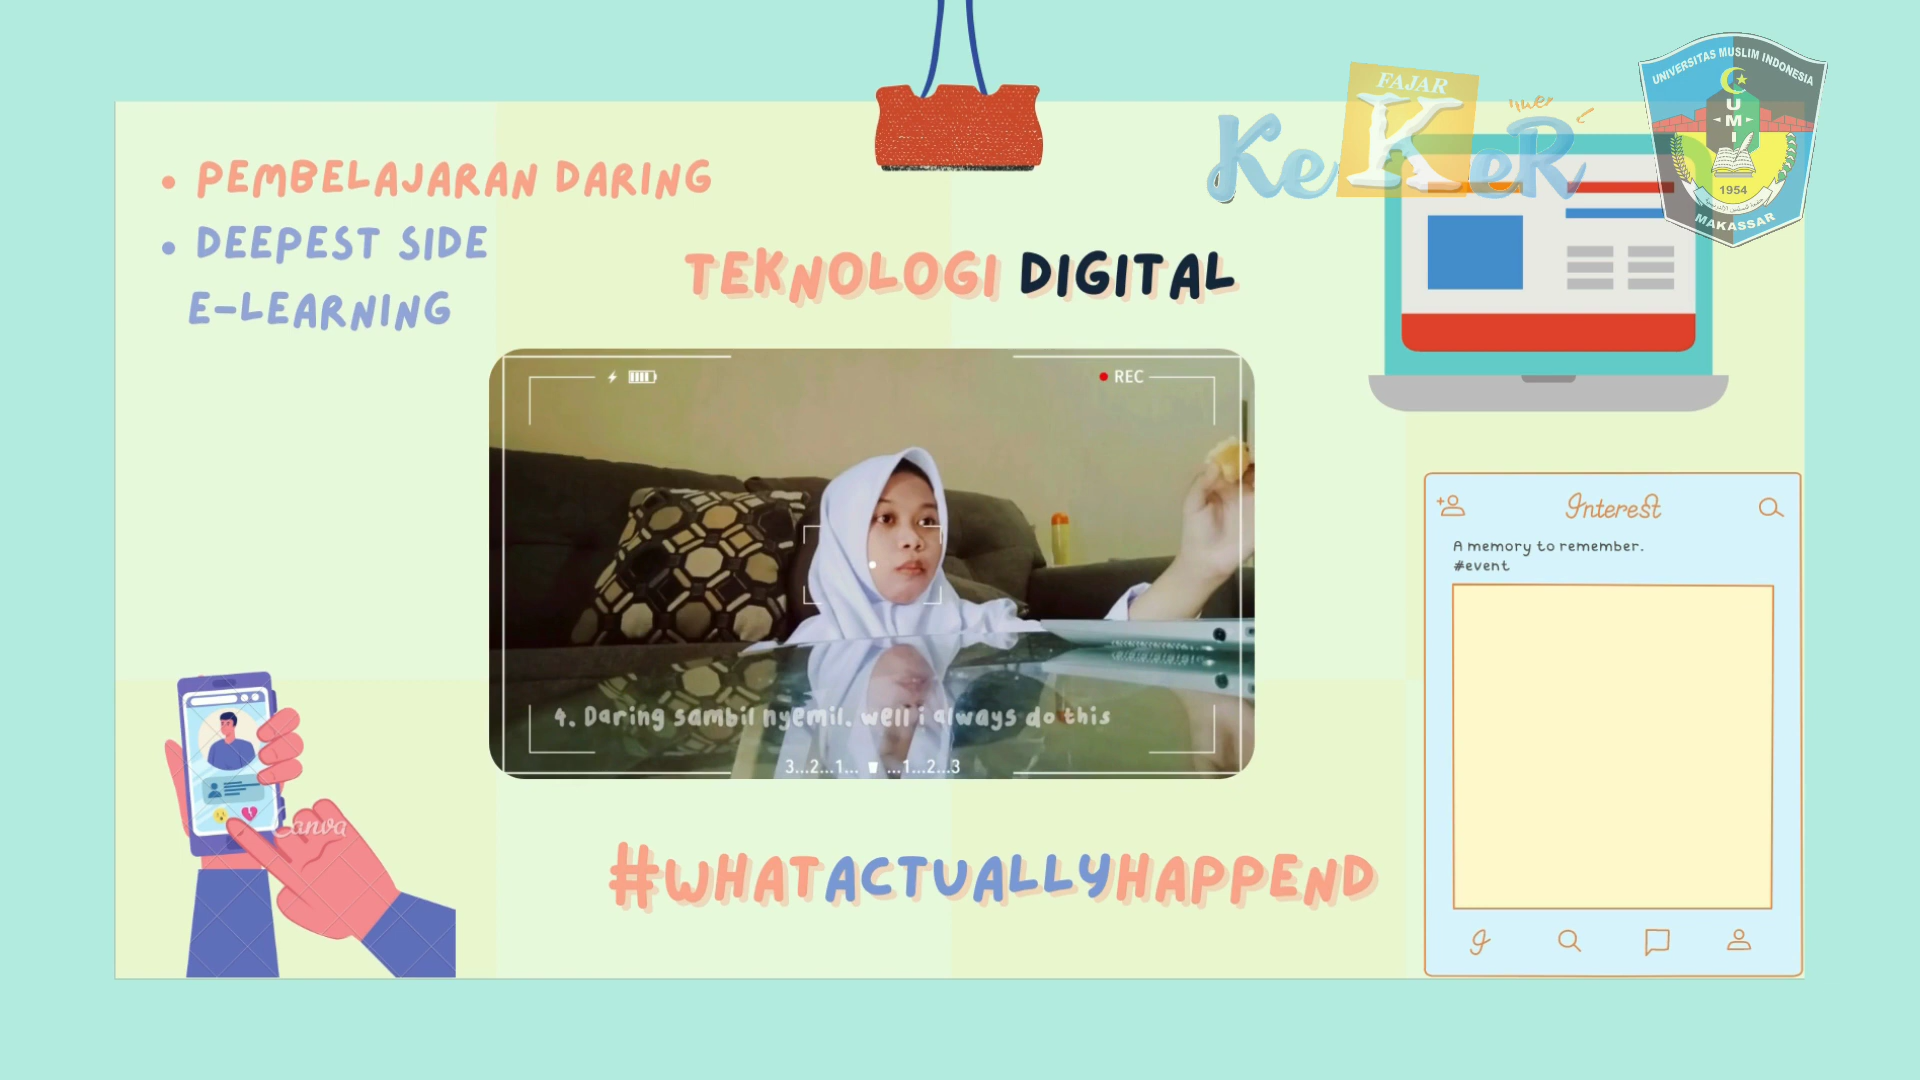 PEMBELAJARAN DARING
DEEPEST SIDE
E-LEARNING
FAJAR
KeKeR
UNIVERSITAS MUSLIM INDONESIA
UMI
1954
MAKASSAR
TEKNOLOGI DIGITAL
REC
4. Daring sambil nyemil. well i always do this
3...2...1... ...1...2...3
Interest
A memory to remember.
#event
Canva
#WHATACTUALLYHAPPEND